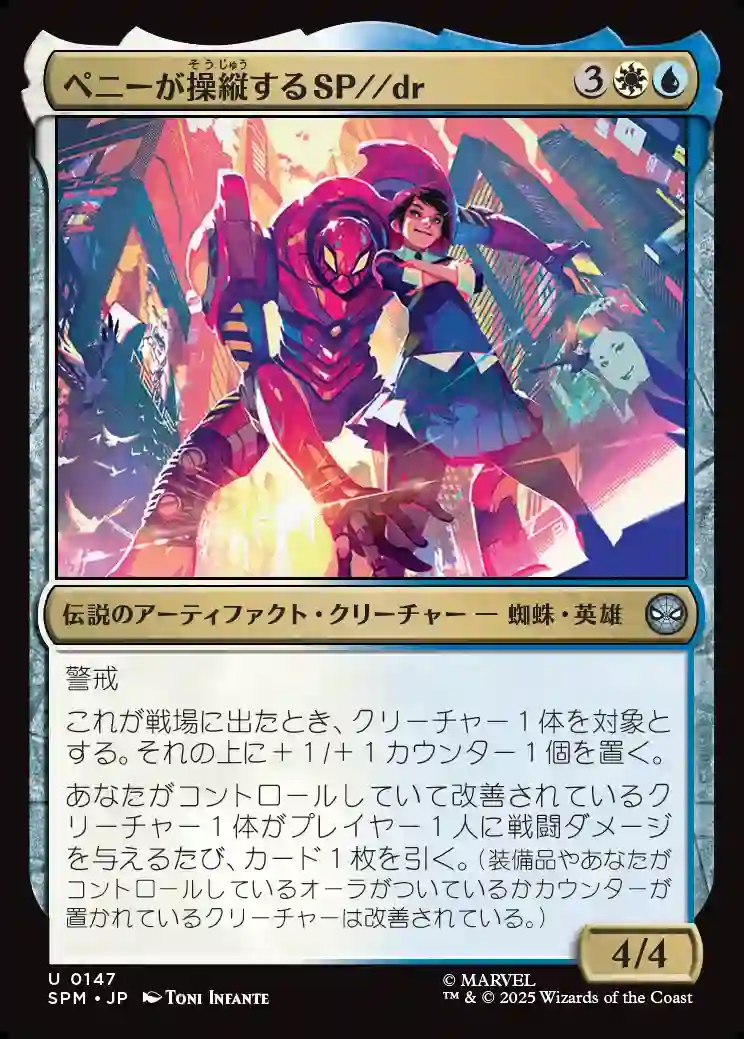 そうじゅう
ペニーが操縦するSP//dr 3
伝説のアーティファクト・クリーチャー — 蜘蛛・英雄
警戒
これが戦場に出たとき、クリーチャー１体を対象と
する。それの上に＋１/＋１カウンター１個を置く。
あなたがコントロールしていて改善されているク
リーチャー１体がプレイヤー１人に戦闘ダメージ
を与えるたび、カード１枚を引く。（装備品やあなたが
コントロールしているオーラがついているかカウンターが
置かれているクリーチャーは改善されている。）
4/4
U 0147
SPM • JP Toni Infante
© MARVEL
™ & © 2025 Wizards of the Coast